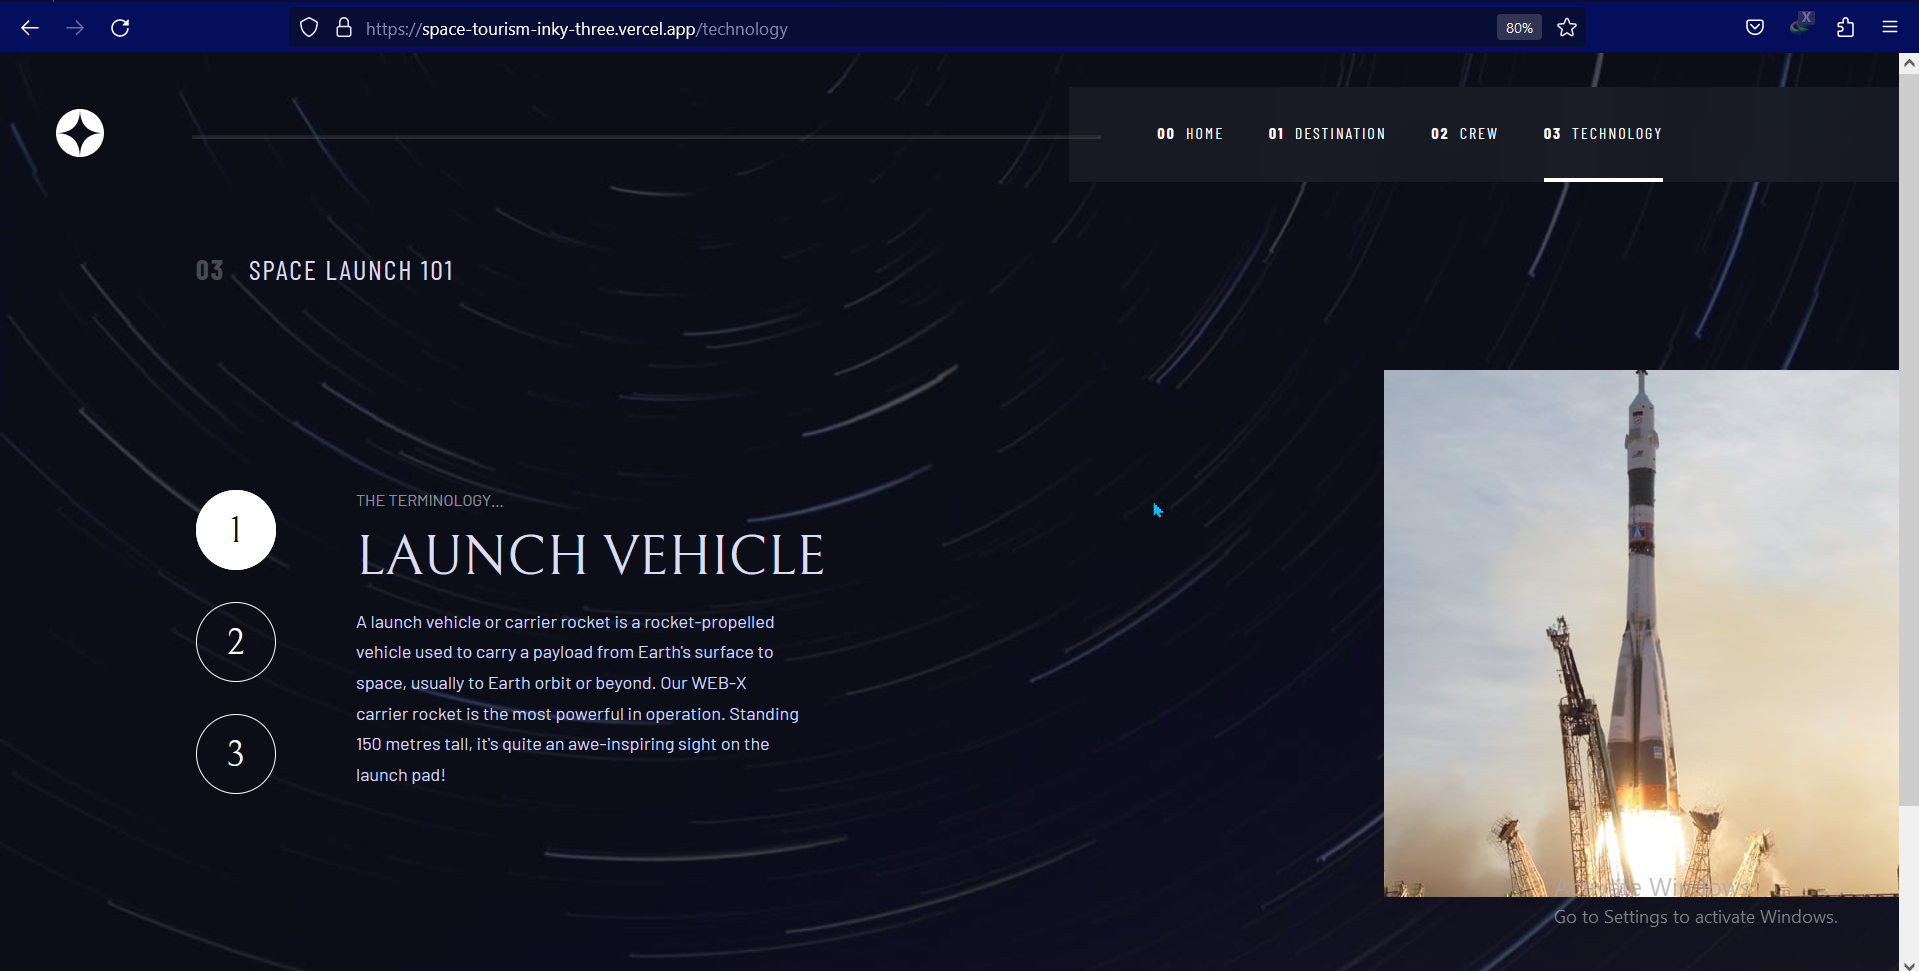 https://space-tourism-inky-three.vercel.app/technology
80%
X
00 HOME
01 DESTINATION
02 CREW
03 TECHNOLOGY
03 SPACE LAUNCH 101
1
2
3
THE TERMINOLOGY...
LAUNCH VEHICLE
A launch vehicle or carrier rocket is a rocket-propelled
vehicle used to carry a payload from Earth's surface to
space, usually to Earth orbit or beyond. Our WEB-X
carrier rocket is the most powerful in operation. Standing
150 metres tall, it's quite an awe-inspiring sight on the
launch pad!
Activate Windows
Go to Settings to activate Windows.